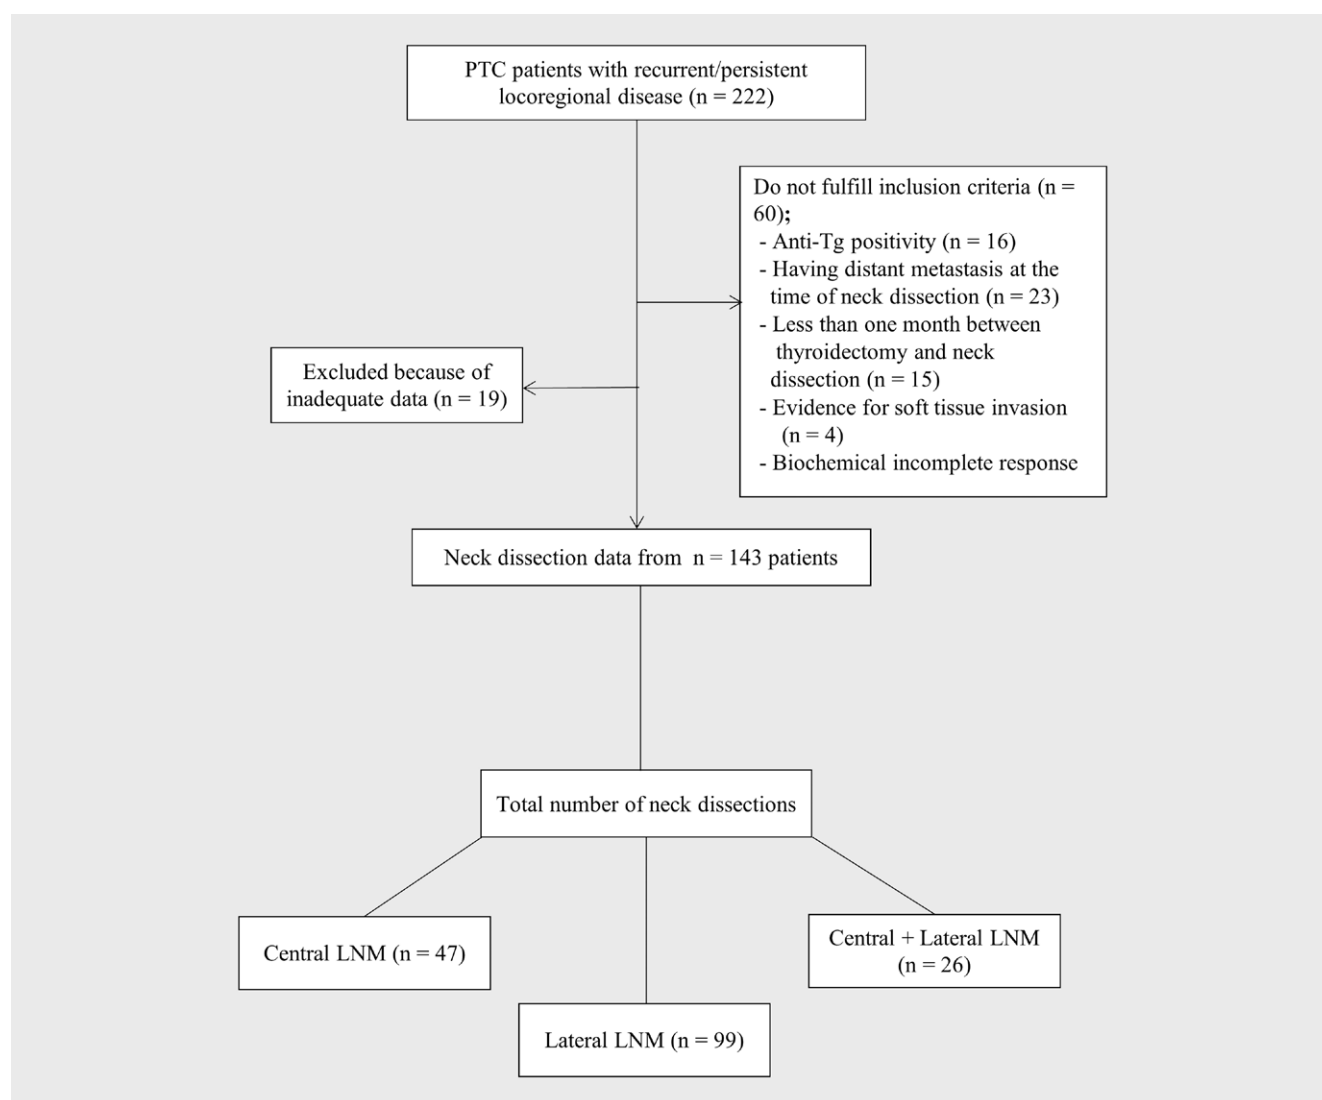 PTC patients with recurrent/persistent
locoregional disease (n = 222)
Do not fulfill inclusion criteria (n =
60);
- Anti-Tg positivity (n = 16)
- Having distant metastasis at the
time of neck dissection (n = 23)
- Less than one month between
thyroidectomy and neck
dissection (n = 15)
- Evidence for soft tissue invasion
(n = 4)
- Biochemical incomplete response
Excluded because of
inadequate data (n = 19)
Neck dissection data from n = 143 patients
Total number of neck dissections
Central LNM (n = 47)
Central + Lateral LNM
(n = 26)
Lateral LNM (n = 99)